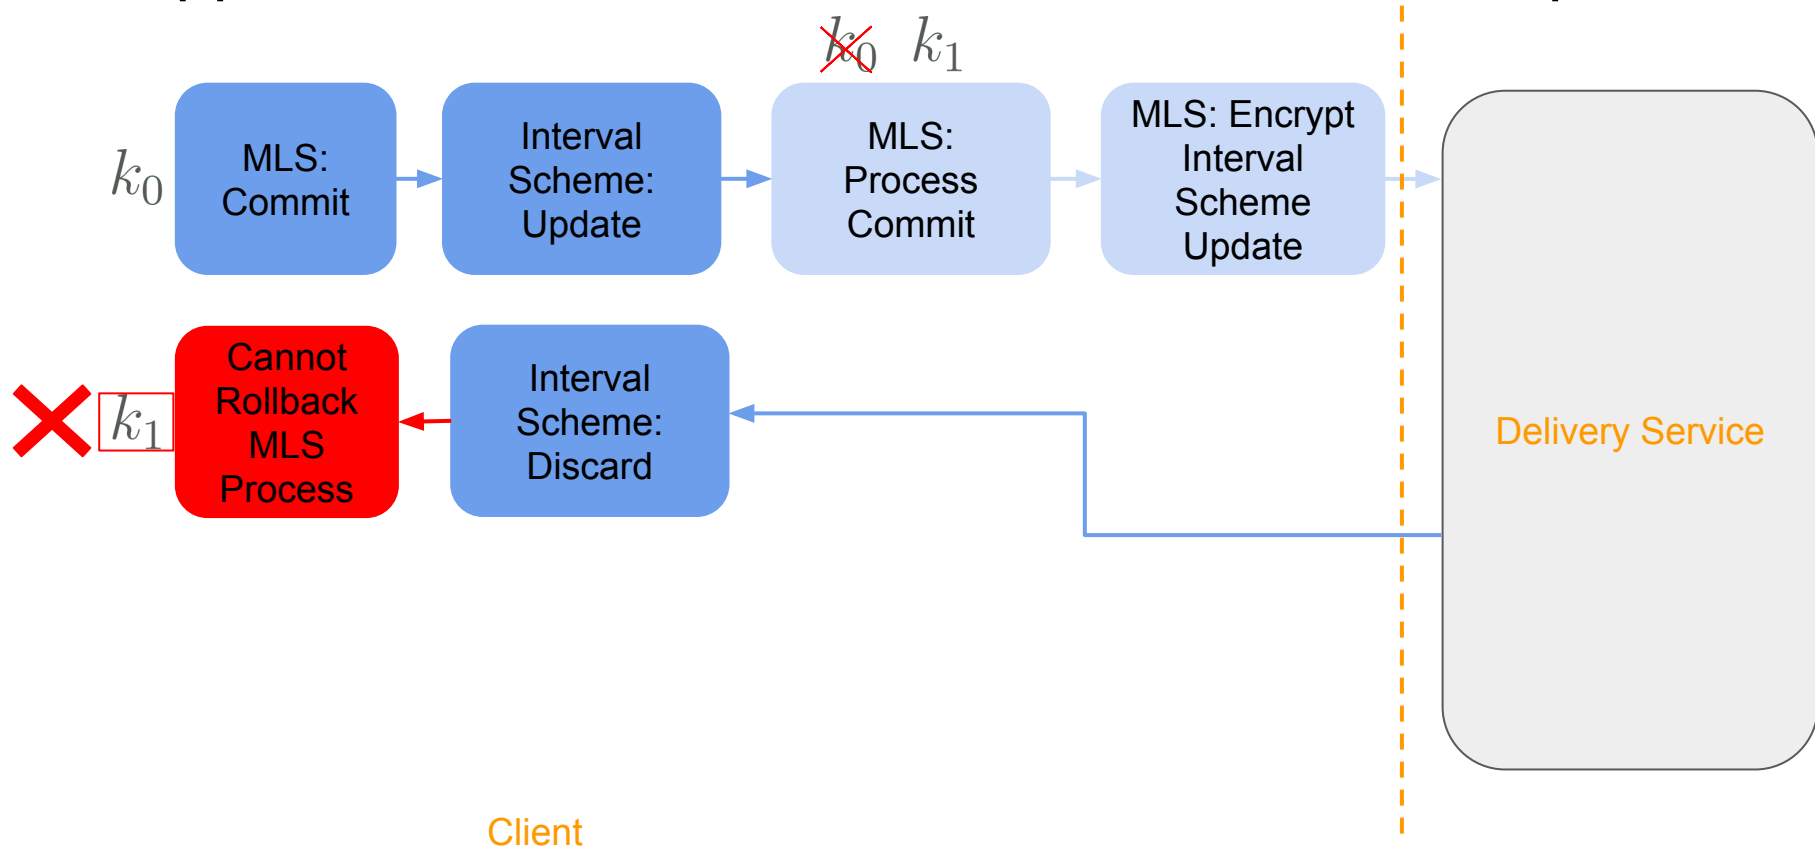 k₀ k₁
k₀
MLS:
Commit
Interval
Scheme:
Update
MLS:
Process
Commit
MLS: Encrypt
Interval
Scheme
Update
k₁
Cannot
Rollback
MLS
Process
Interval
Scheme:
Discard
Delivery Service
Client